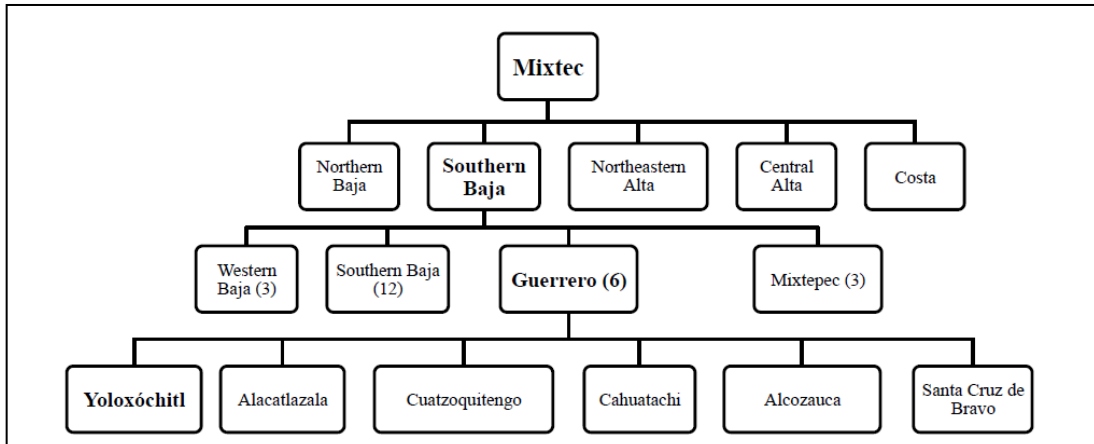 Mixtec
Northern
Baja
Southern
Baja
Northeastern
Alta
Central
Alta
Costa
Western
Baja (3)
Southern Baja
(12)
Guerrero (6)
Mixtepec (3)
Yoloxóchitl
Alacatlazala
Cuatzoquitengo
Cahuatachi
Alcozauca
Santa Cruz de
Bravo